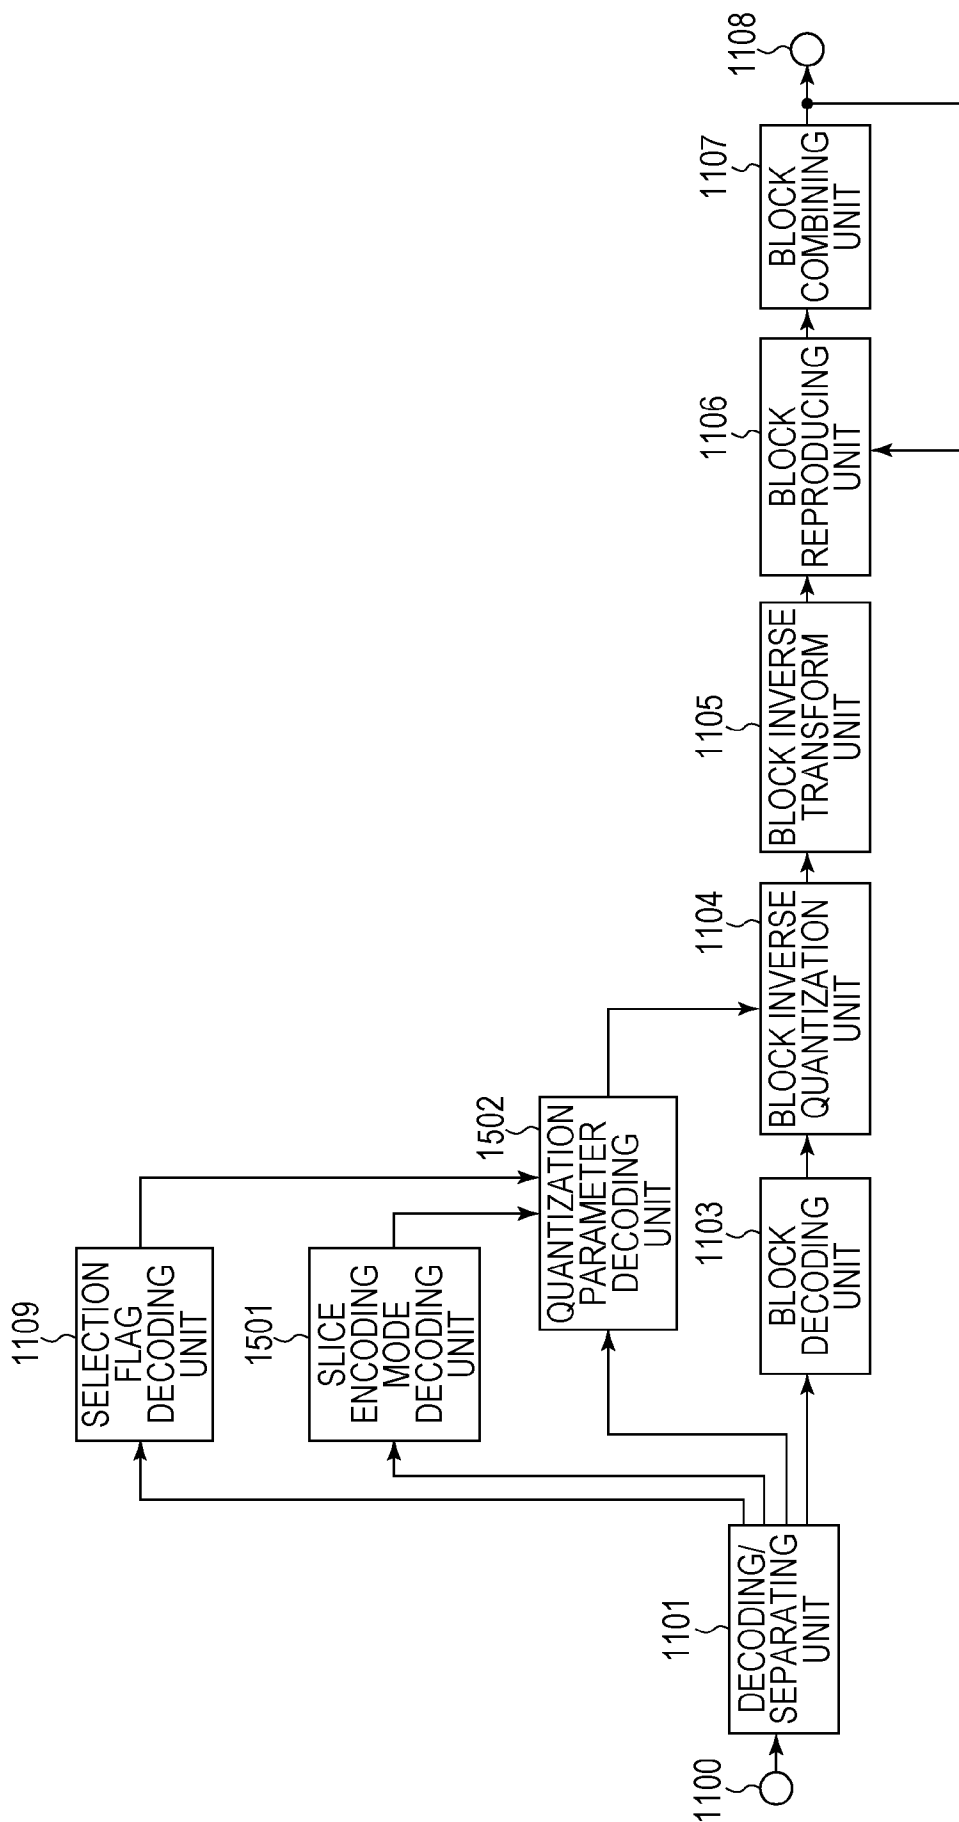 1100
1101
DECODING/
SEPARATING
UNIT
1109
SELECTION
FLAG
DECODING
UNIT
1501
SLICE
ENCODING
MODE
DECODING
UNIT
1502
QUANTIZATION
PARAMETER
DECODING
UNIT
1103
BLOCK
DECODING
UNIT
1104
BLOCK INVERSE
QUANTIZATION
UNIT
1105
BLOCK INVERSE
TRANSFORM
UNIT
1106
BLOCK
REPRODUCING
UNIT
1107
BLOCK
COMBINING
UNIT
1108